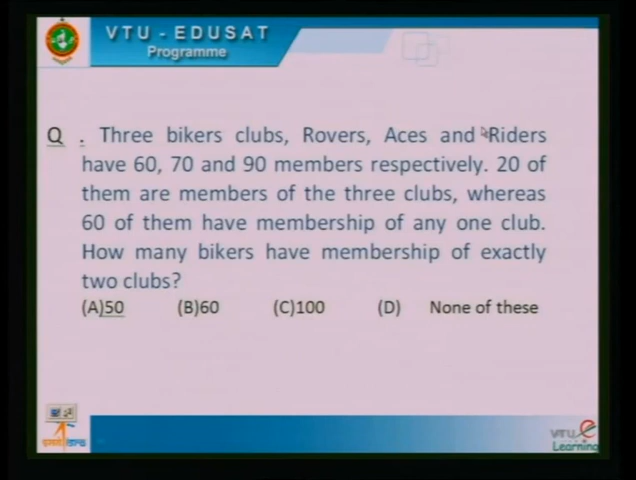 VTU - EDUSAT
Programme
Q . Three bikers clubs, Rovers, Aces and Riders
have 60, 70 and 90 members respectively. 20 of
them are members of the three clubs, whereas
60 of them have membership of any one club.
How many bikers have membership of exactly
two clubs?
(A)50 (B)60 (C)100 (D) None of these
VTU e
Learning